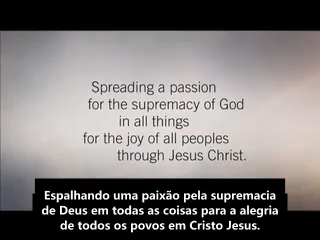 Spreading a passion
for the supremacy of God
in all things
for the joy of all peoples
through Jesus Christ.
Espalhando uma paixão pela supremacia
de Deus em todas as coisas para a alegria
de todos os povos em Cristo Jesus.